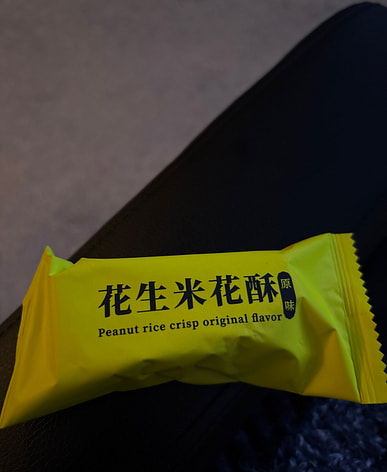 花生米花酥
原味
Peanut rice crisp original flavor